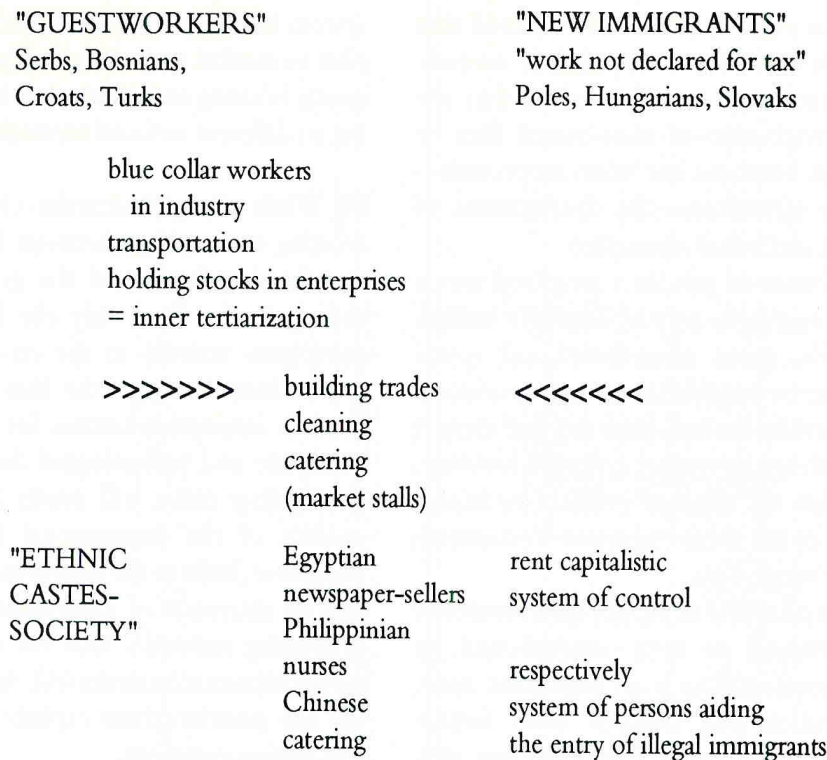 "GUESTWORKERS"
Serbs, Bosnians,
Croats, Turks
"NEW IMMIGRANTS"
"work not declared for tax"
Poles, Hungarians, Slovaks
blue collar workers
in industry
transportation
holding stocks in enterprises
= inner tertiarization
>>>>>>> building trades <<<<<<<
cleaning
catering
(market stalls)
"ETHNIC
CASTES-
SOCIETY"
Egyptian
newspaper-sellers
Philippinian
nurses
Chinese
catering
rent capitalistic
system of control
respectively
system of persons aiding
the entry of illegal immigrants